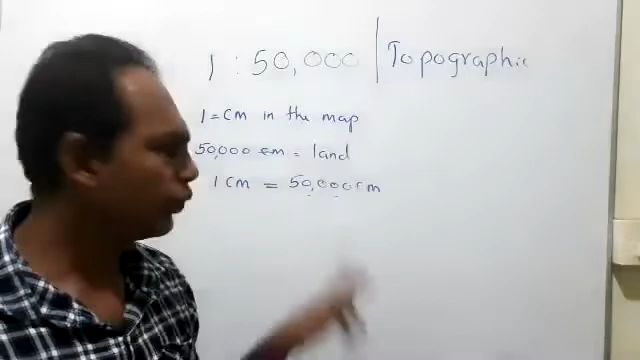 1 : 50,000 | Topographic
1 = cm in the map
50,000 cm = land
1 cm = 50,000 cm